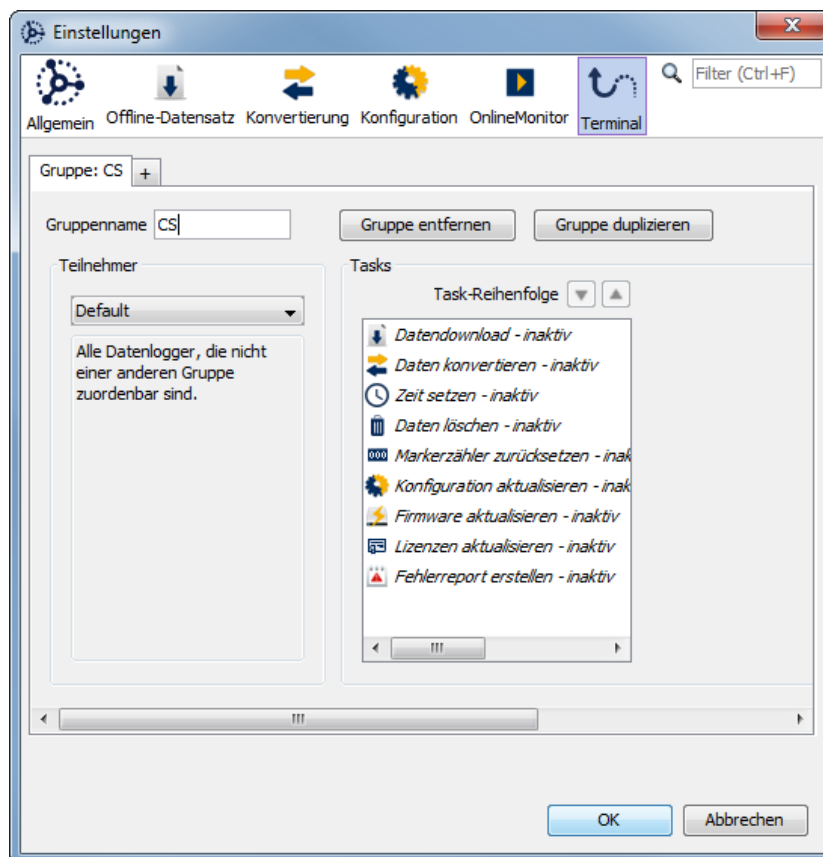 Einstellungen
Allgemein Offline-Datensatz Konvertierung Konfiguration OnlineMonitor Terminal Filter (Ctrl+F)
Gruppe: CS +
Gruppenname CS Gruppe entfernen Gruppe duplizieren
Teilnehmer
Default
Alle Datenlogger, die nicht
einer anderen Gruppe
zuordenbar sind.
Tasks
Task-Reihenfolge
Datendownload - inaktiv
Daten konvertieren - inaktiv
Zeit setzen - inaktiv
Daten löschen - inaktiv
000 Markerzähler zurücksetzen - inak
Konfiguration aktualisieren - inak
Firmware aktualisieren - inaktiv
Lizenzen aktualisieren - inaktiv
Fehlerreport erstellen - inaktiv
OK Abbrechen